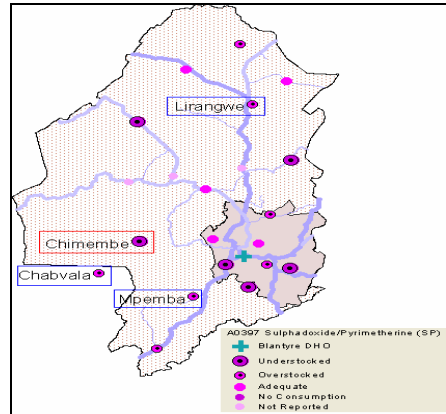 Lirangwe
Chimembe
Chabvala
Mpemba
A0397 Sulphadoxide/Pyrimetherine (SP)
Blantyre DHO
Understocked
Overstocked
Adequate
No Consumption
Not Reported